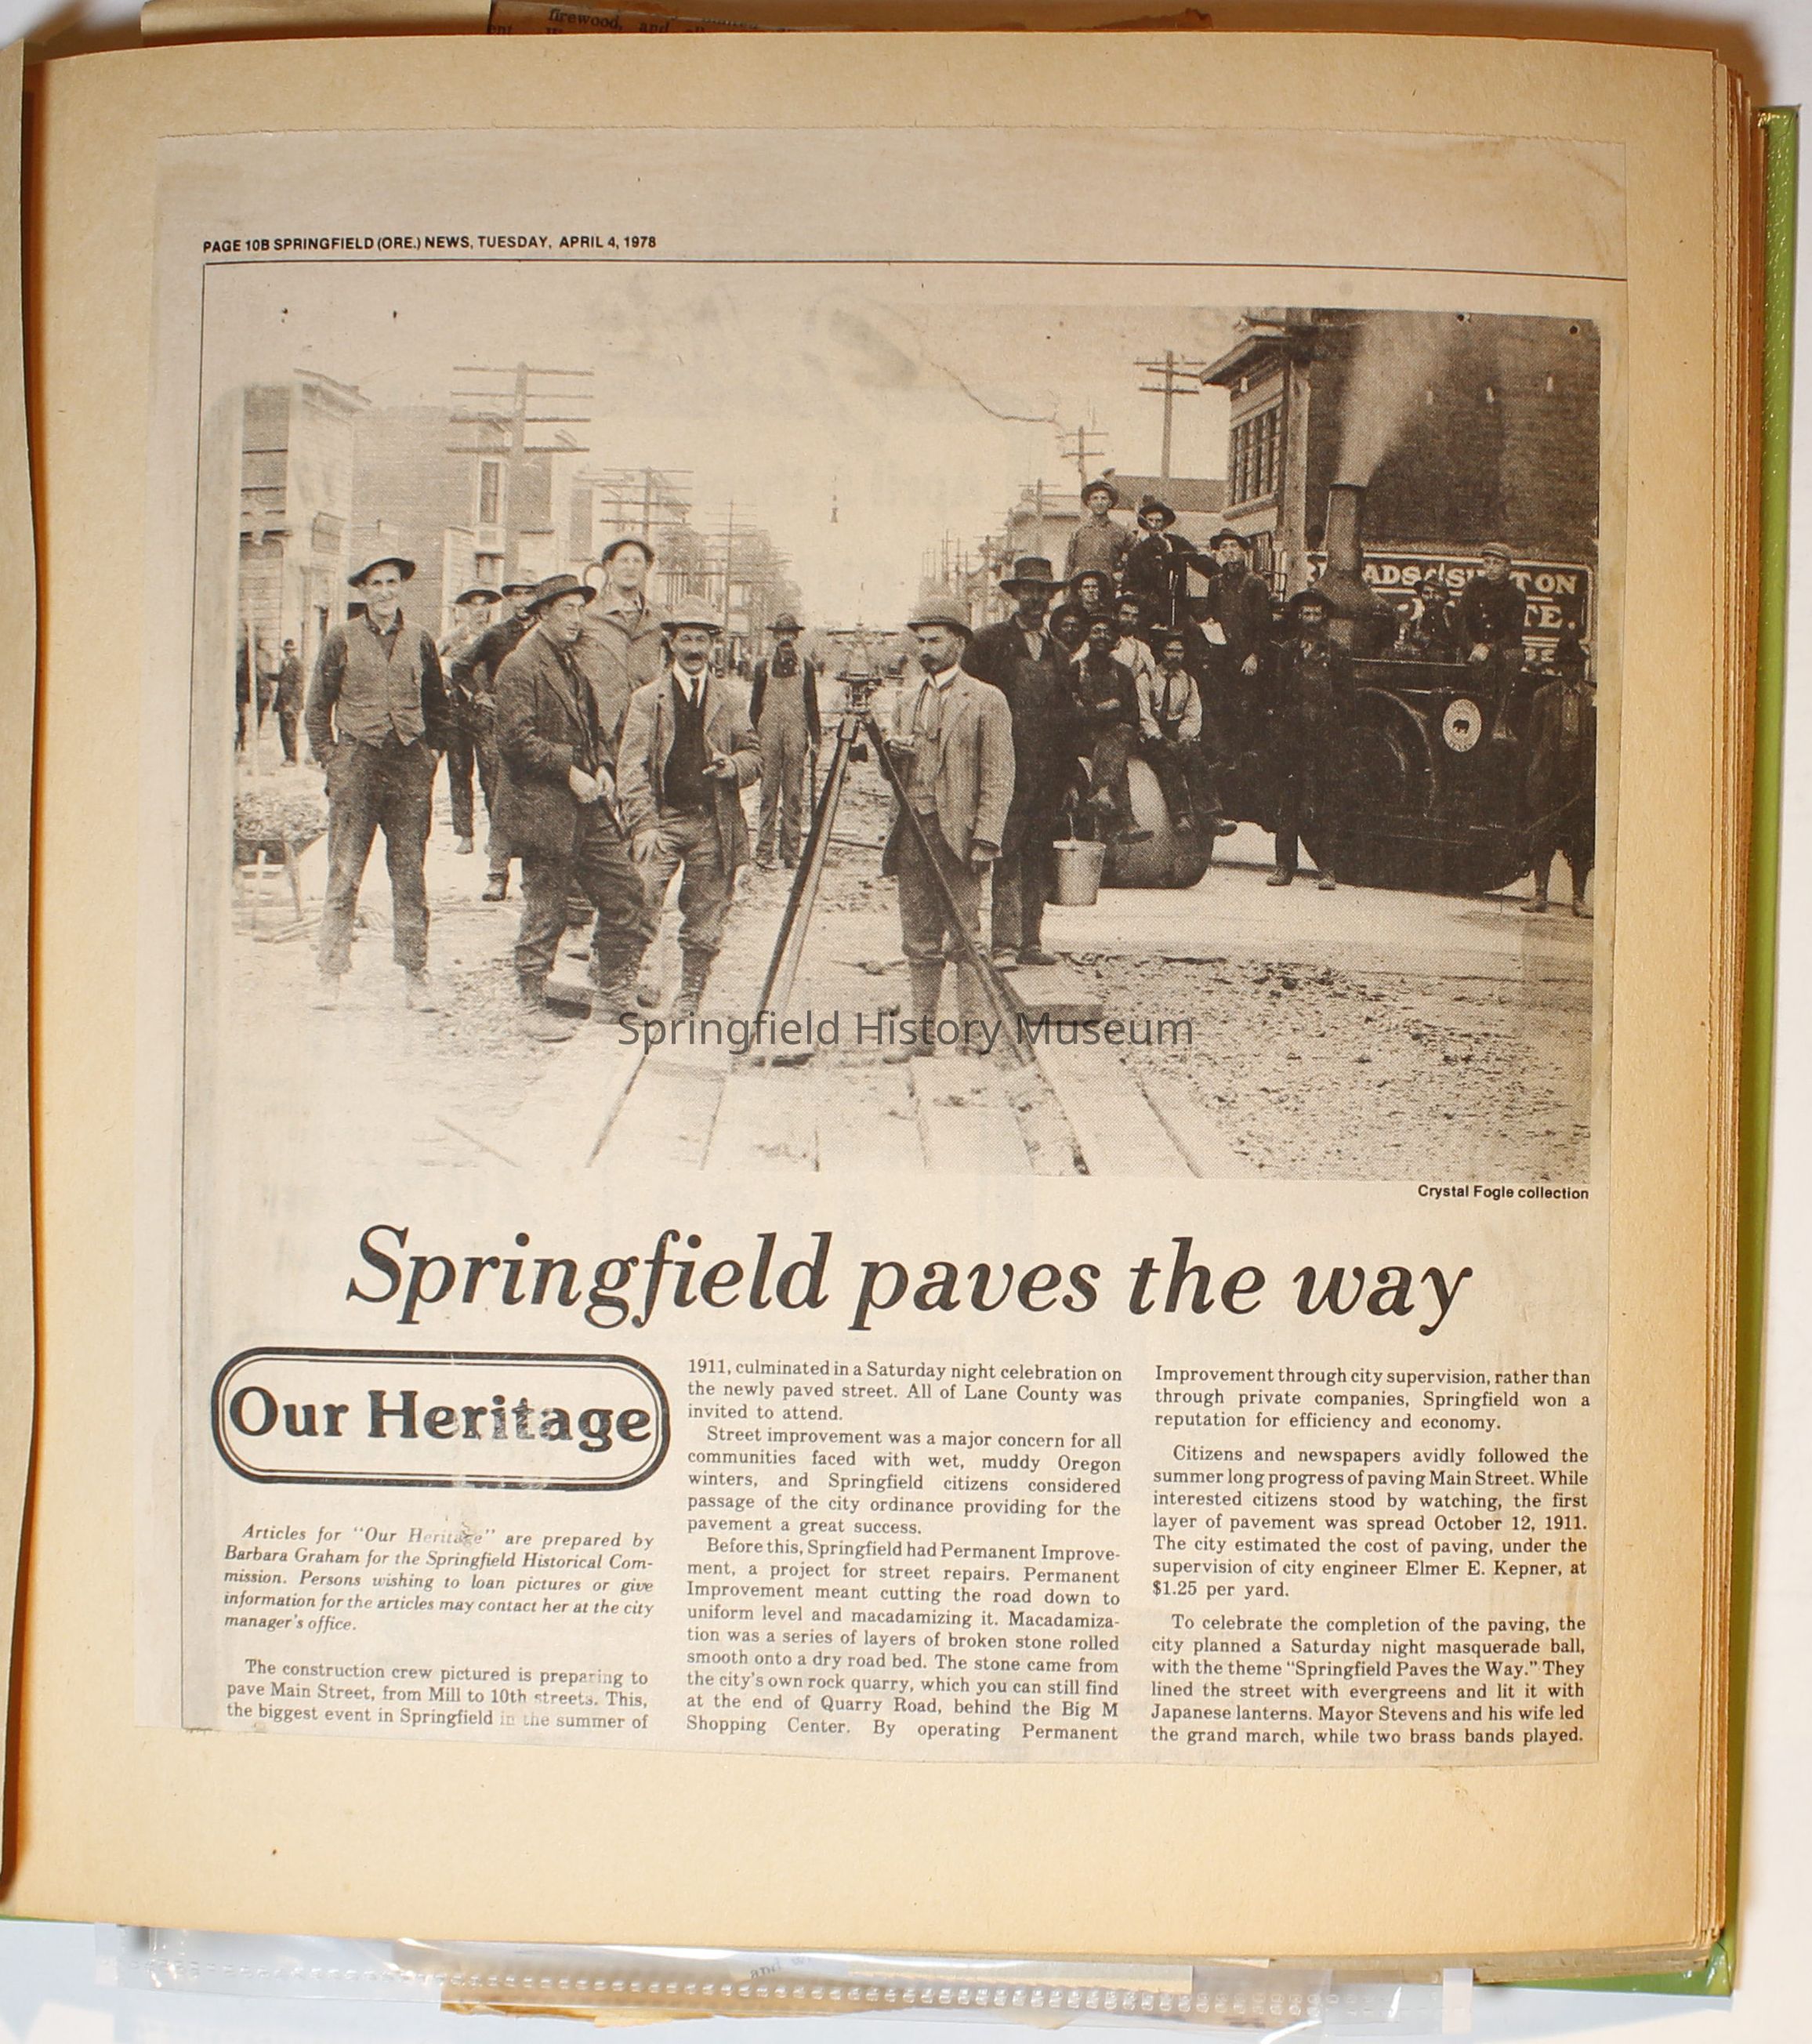 firewood, and
PAGE 10B SPRINGFIELD (ORE.) NEWS, TUESDAY, APRIL 4, 1978
ADS & SUTTON
TE.
Springfield History Museum
Crystal Fogle collection
Springfield paves the way
Our Heritage
Articles for "Our Heritage" are prepared by
Barbara Graham for the Springfield Historical Com-
mission. Persons wishing to loan pictures or give
information for the articles may contact her at the city
manager's office.
The construction crew pictured is preparing to
pave Main Street, from Mill to 10th streets. This,
the biggest event in Springfield in the summer of
1911, culminated in a Saturday night celebration on
the newly paved street. All of Lane County was
invited to attend.
Street improvement was a major concern for all
communities faced with wet, muddy Oregon
winters, and Springfield citizens considered
passage of the city ordinance providing for the
pavement a great success.
Before this, Springfield had Permanent Improve-
ment, a project for street repairs. Permanent
Improvement meant cutting the road down to
uniform level and macadamizing it. Macadamiza-
tion was a series of layers of broken stone rolled
smooth onto a dry road bed. The stone came from
the city's own rock quarry, which you can still find
at the end of Quarry Road, behind the Big M
Shopping Center. By operating Permanent
Improvement through city supervision, rather than
through private companies, Springfield won a
reputation for efficiency and economy.
Citizens and newspapers avidly followed the
summer long progress of paving Main Street. While
interested citizens stood by watching, the first
layer of pavement was spread October 12, 1911.
The city estimated the cost of paving, under the
supervision of city engineer Elmer E. Kepner, at
$1.25 per yard.
To celebrate the completion of the paving, the
city planned a Saturday night masquerade ball,
with the theme "Springfield Paves the Way." They
lined the street with evergreens and lit it with
Japanese lanterns. Mayor Stevens and his wife led
the grand march, while two brass bands played.
and w